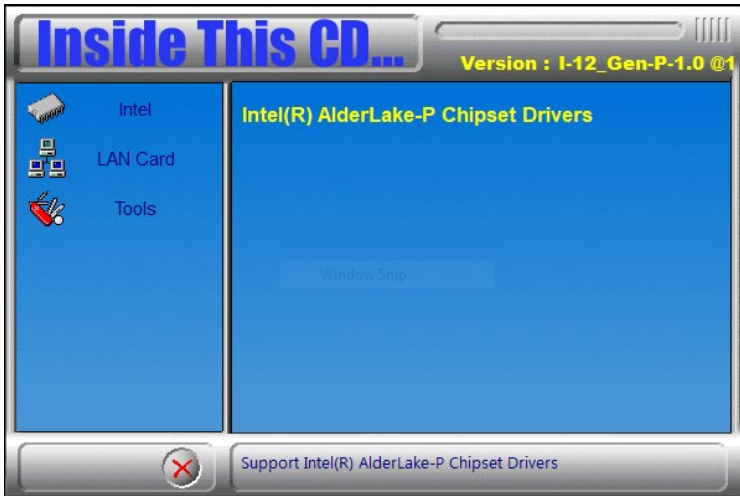 Inside This CD...
Version : I-12_Gen-P-1.0 @1
Intel
LAN Card
Tools
Intel(R) AlderLake-P Chipset Drivers
Window Snip
Support Intel(R) AlderLake-P Chipset Drivers